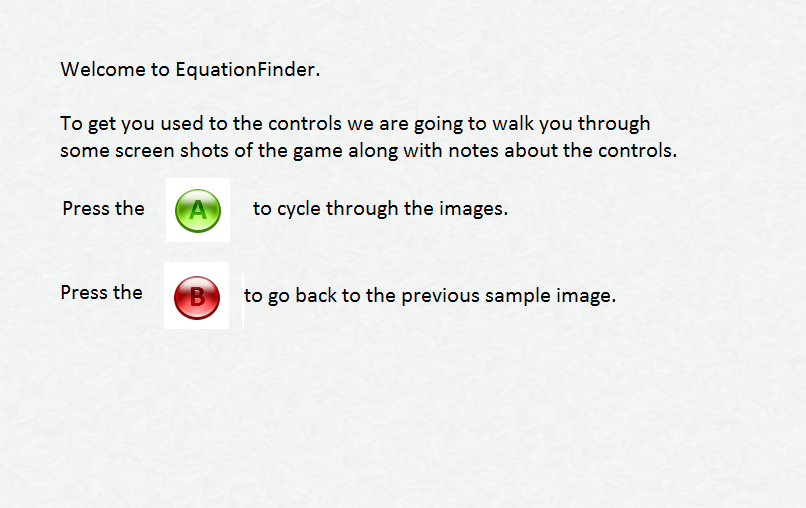 Welcome to EquationFinder.
To get you used to the controls we are going to walk you through
some screen shots of the game along with notes about the controls.
Press the A to cycle through the images.
Press the B to go back to the previous sample image.